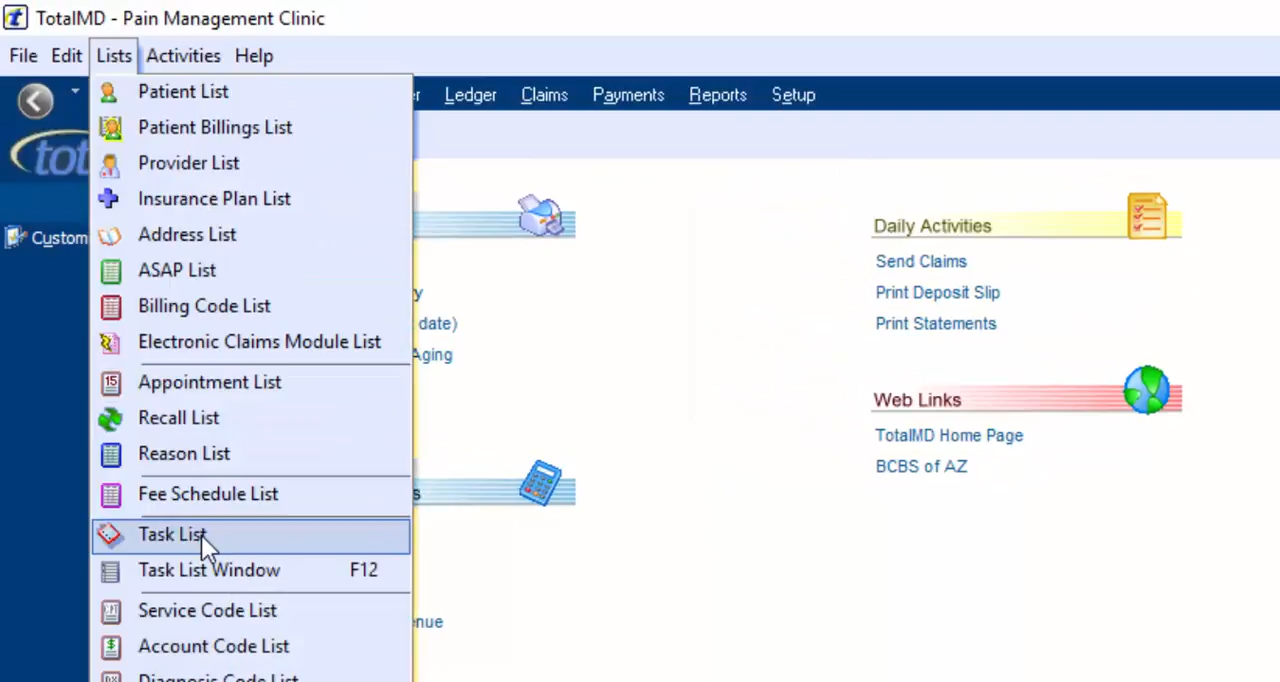 TotalMD - Pain Management Clinic
File Edit Lists Activities Help
Ledger Claims Payments Reports Setup
Custom
Patient List
Patient Billings List
Provider List
Insurance Plan List
Address List
ASAP List
Billing Code List
Electronic Claims Module List
Appointment List
Recall List
Reason List
Fee Schedule List
Task List
Task List Window F12
Service Code List
Account Code List
Diagnosis Code List
date)
Aging
Daily Activities
Send Claims
Print Deposit Slip
Print Statements
Web Links
TotalMD Home Page
BCBS of AZ